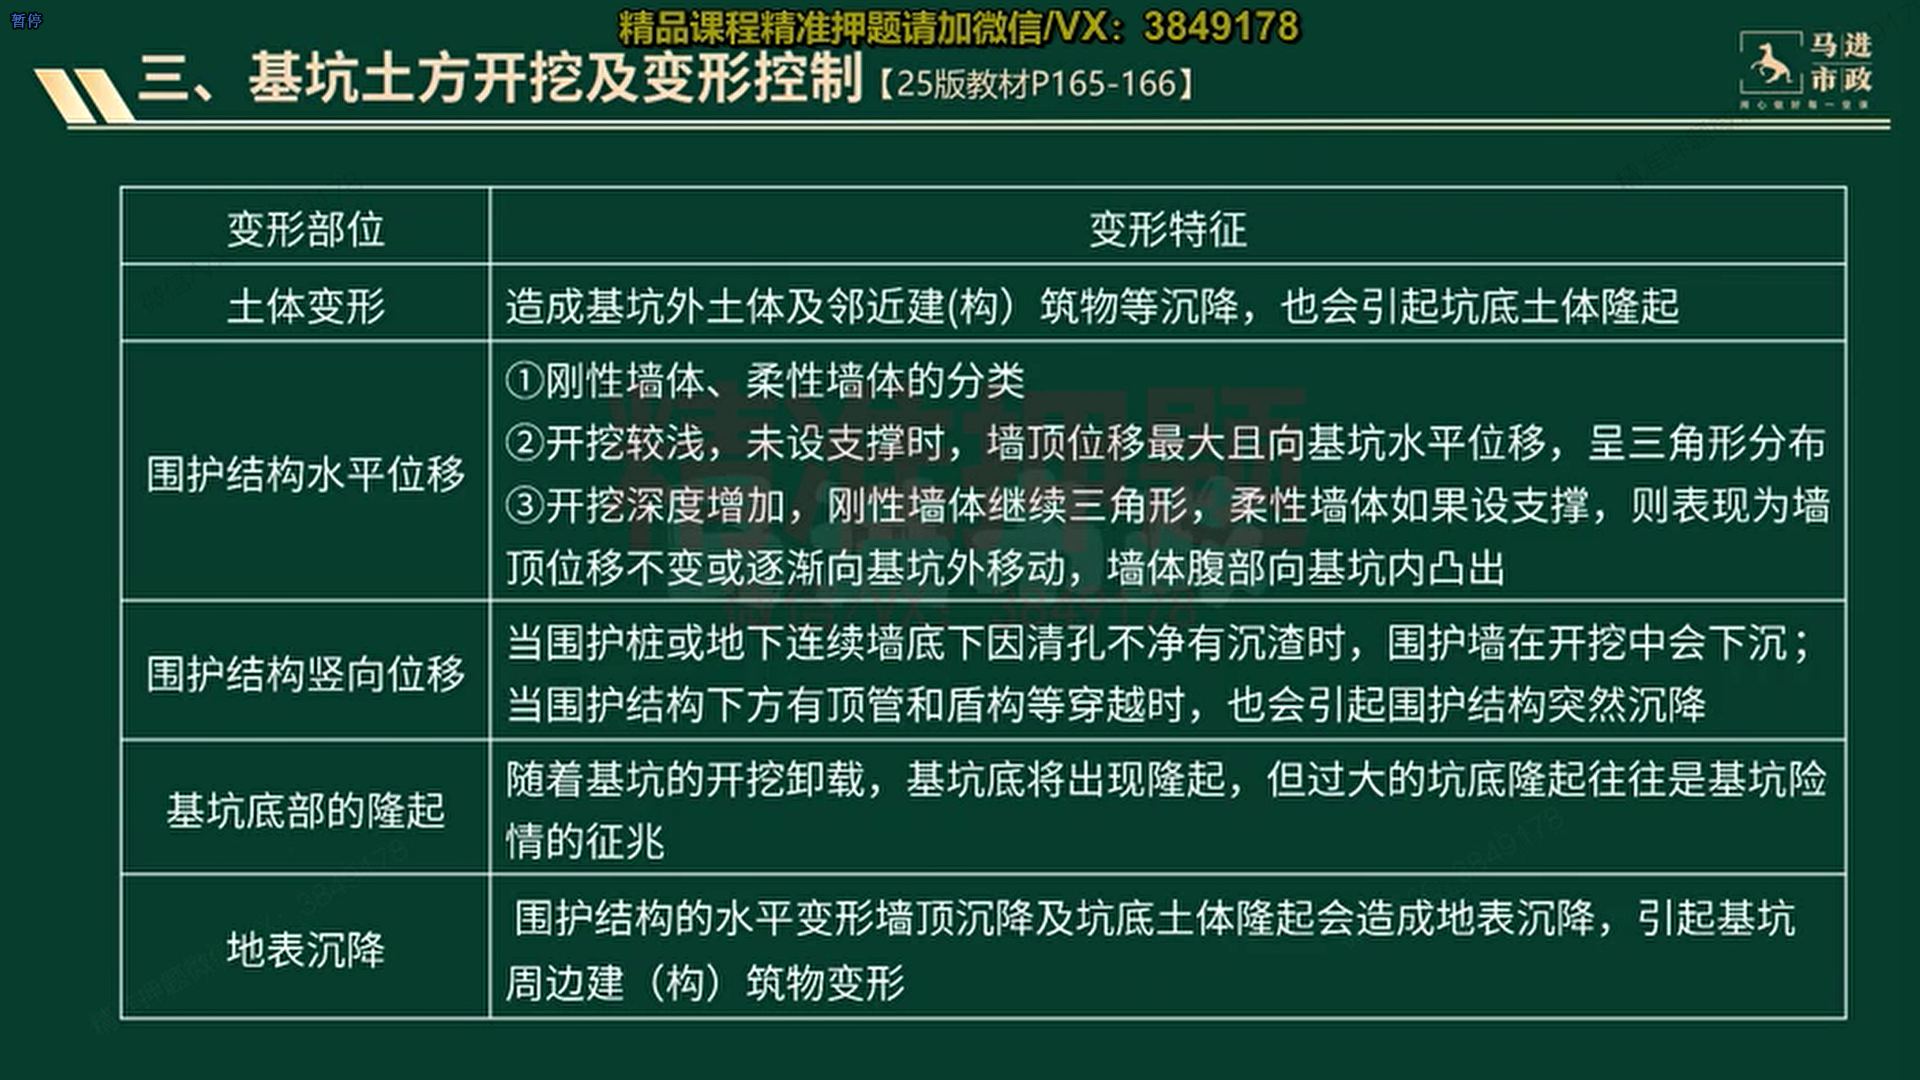 暂停
精品课程精准押题请加微信/VX：3849178
三、基坑土方开挖及变形控制【25版教材P165-166】
马进
市政
用心做好每一堂课
变形部位
变形特征
土体变形
造成基坑外土体及邻近建(构）筑物等沉降，也会引起坑底土体隆起
围护结构水平位移
①刚性墙体、柔性墙体的分类
②开挖较浅，未设支撑时，墙顶位移最大且向基坑水平位移，呈三角形分布
③开挖深度增加，刚性墙体继续三角形，柔性墙体如果设支撑，则表现为墙
顶位移不变或逐渐向基坑外移动，墙体腹部向基坑内凸出
围护结构竖向位移
当围护桩或地下连续墙底下因清孔不净有沉渣时，围护墙在开挖中会下沉；
当围护结构下方有顶管和盾构等穿越时，也会引起围护结构突然沉降
基坑底部的隆起
随着基坑的开挖卸载，基坑底将出现隆起，但过大的坑底隆起往往是基坑险
情的征兆
地表沉降
围护结构的水平变形墙顶沉降及坑底土体隆起会造成地表沉降，引起基坑
周边建（构）筑物变形
精准押题
微信/VX：3849178